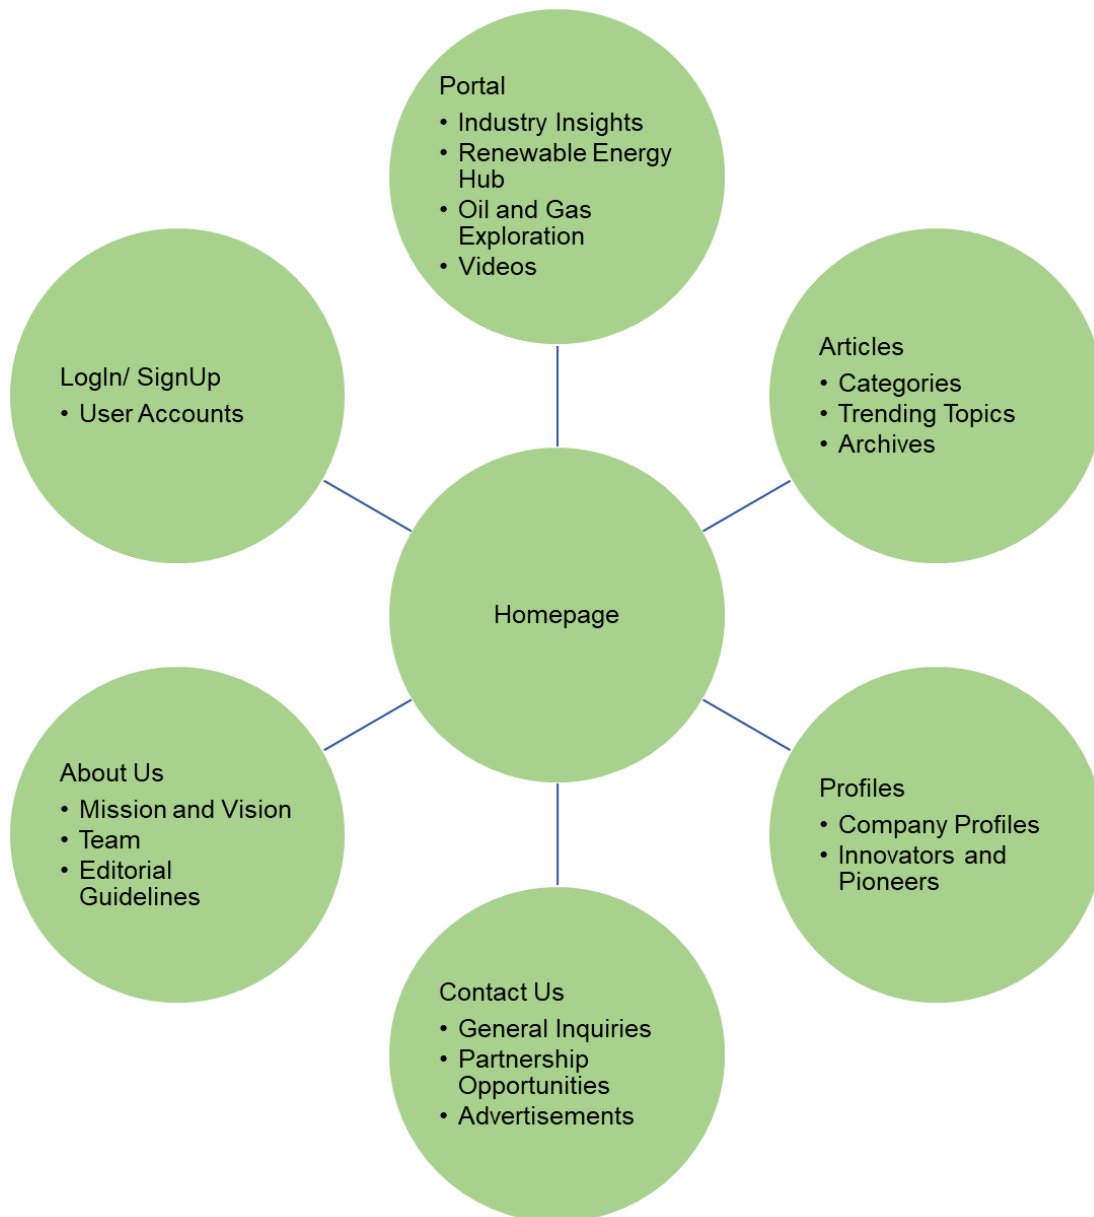 Portal
• Industry Insights
• Renewable Energy
Hub
• Oil and Gas
Exploration
• Videos
Articles
• Categories
• Trending Topics
• Archives
LogIn/ SignUp
• User Accounts
Homepage
About Us
• Mission and Vision
• Team
• Editorial
Guidelines
Profiles
• Company Profiles
• Innovators and
Pioneers
Contact Us
• General Inquiries
• Partnership
Opportunities
• Advertisements